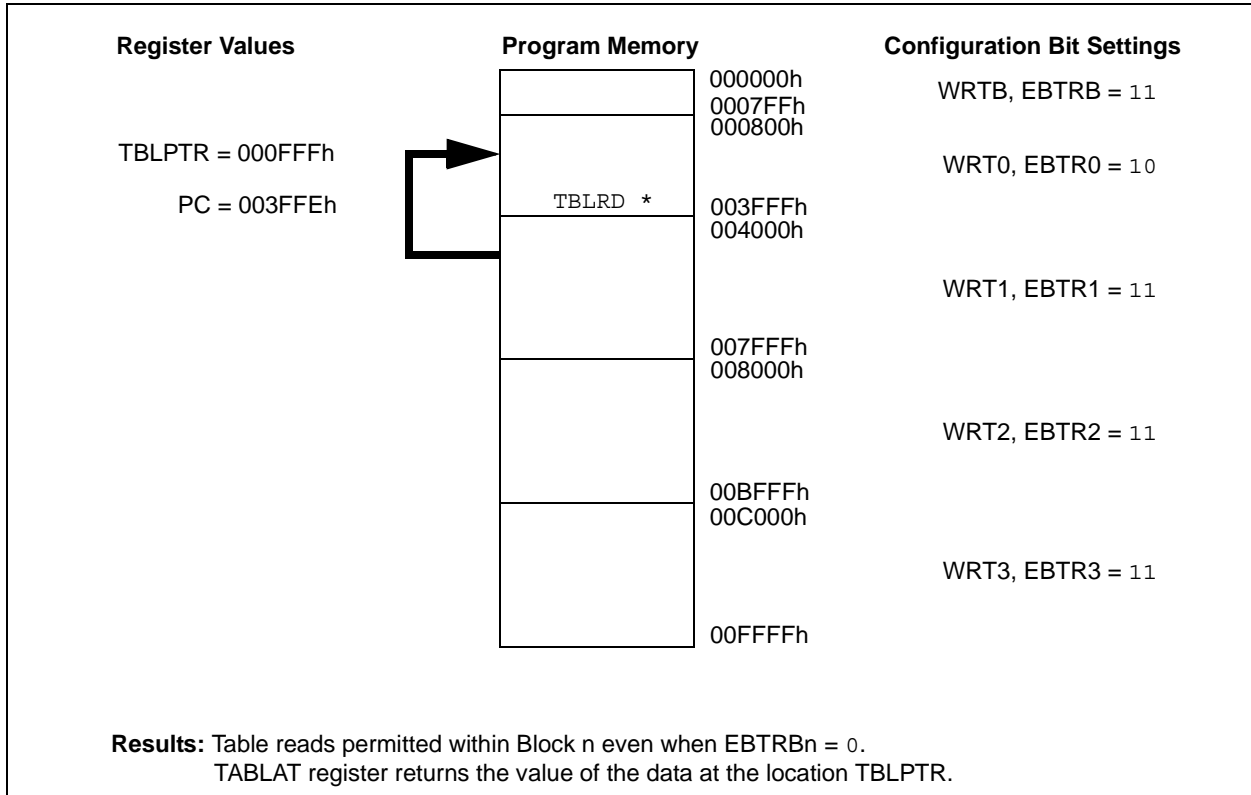 Register Values Program Memory Configuration Bit Settings
000000h
WRTB, EBTRB = 11
0007FFh
000800h
TBLPTR = 000FFFh
WRT0, EBTR0 = 10
PC = 003FFEh
TBLRD *
003FFFh
004000h
WRT1, EBTR1 = 11
007FFFh
008000h
WRT2, EBTR2 = 11
00BFFFh
00C000h
WRT3, EBTR3 = 11
00FFFFh
Results: Table reads permitted within Block n even when EBTRBn = 0.
TABLAT register returns the value of the data at the location TBLPTR.